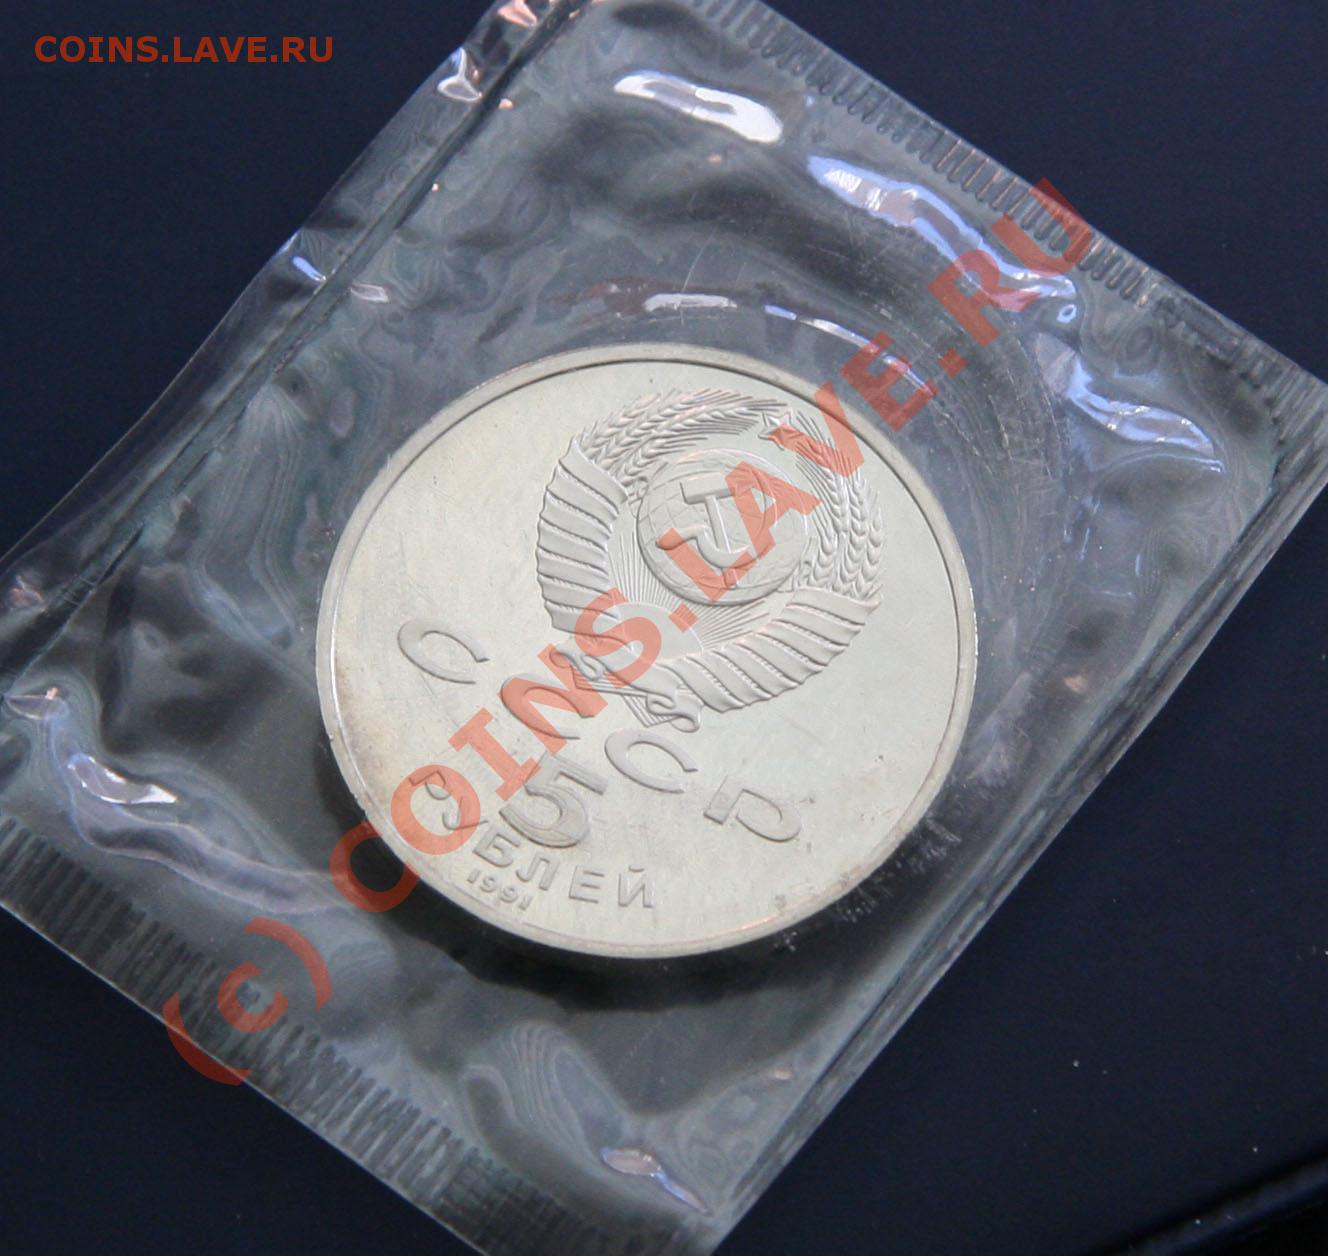 COINS.LAVE.RU
(c) COINS.LAVE.RU
СССР
5
РУБЛЕЙ
1991